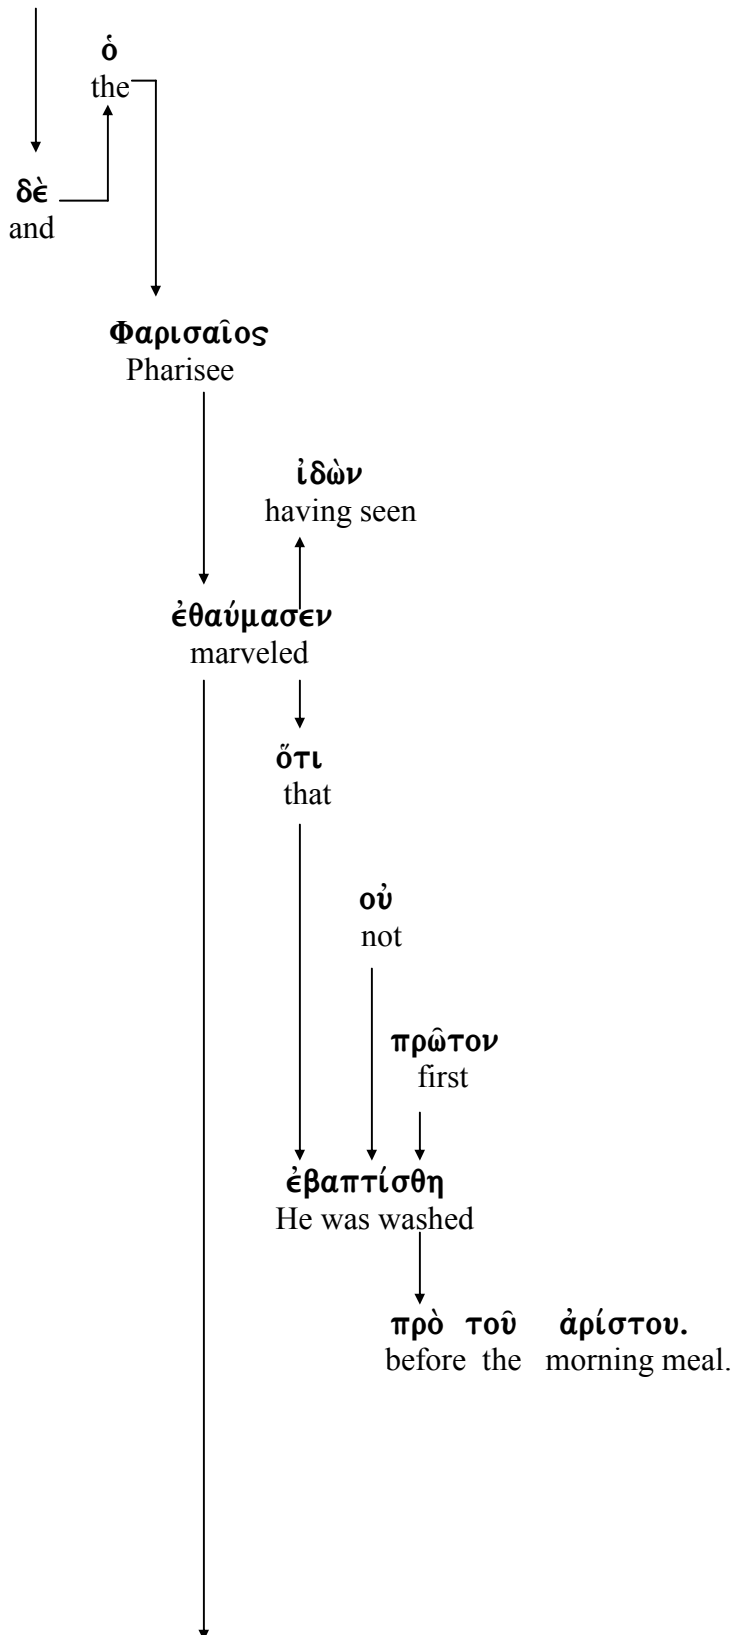 ὁ
the
δὲ
and
Φαρισαῖος
Pharisee
ἰδὼν
having seen
ἐθαύμασεν
marveled
ὅτι
that
οὐ
not
πρῶτον
first
ἐβαπτίσθη
He was washed
πρὸ τοῦ ἀρίστου.
before the morning meal.